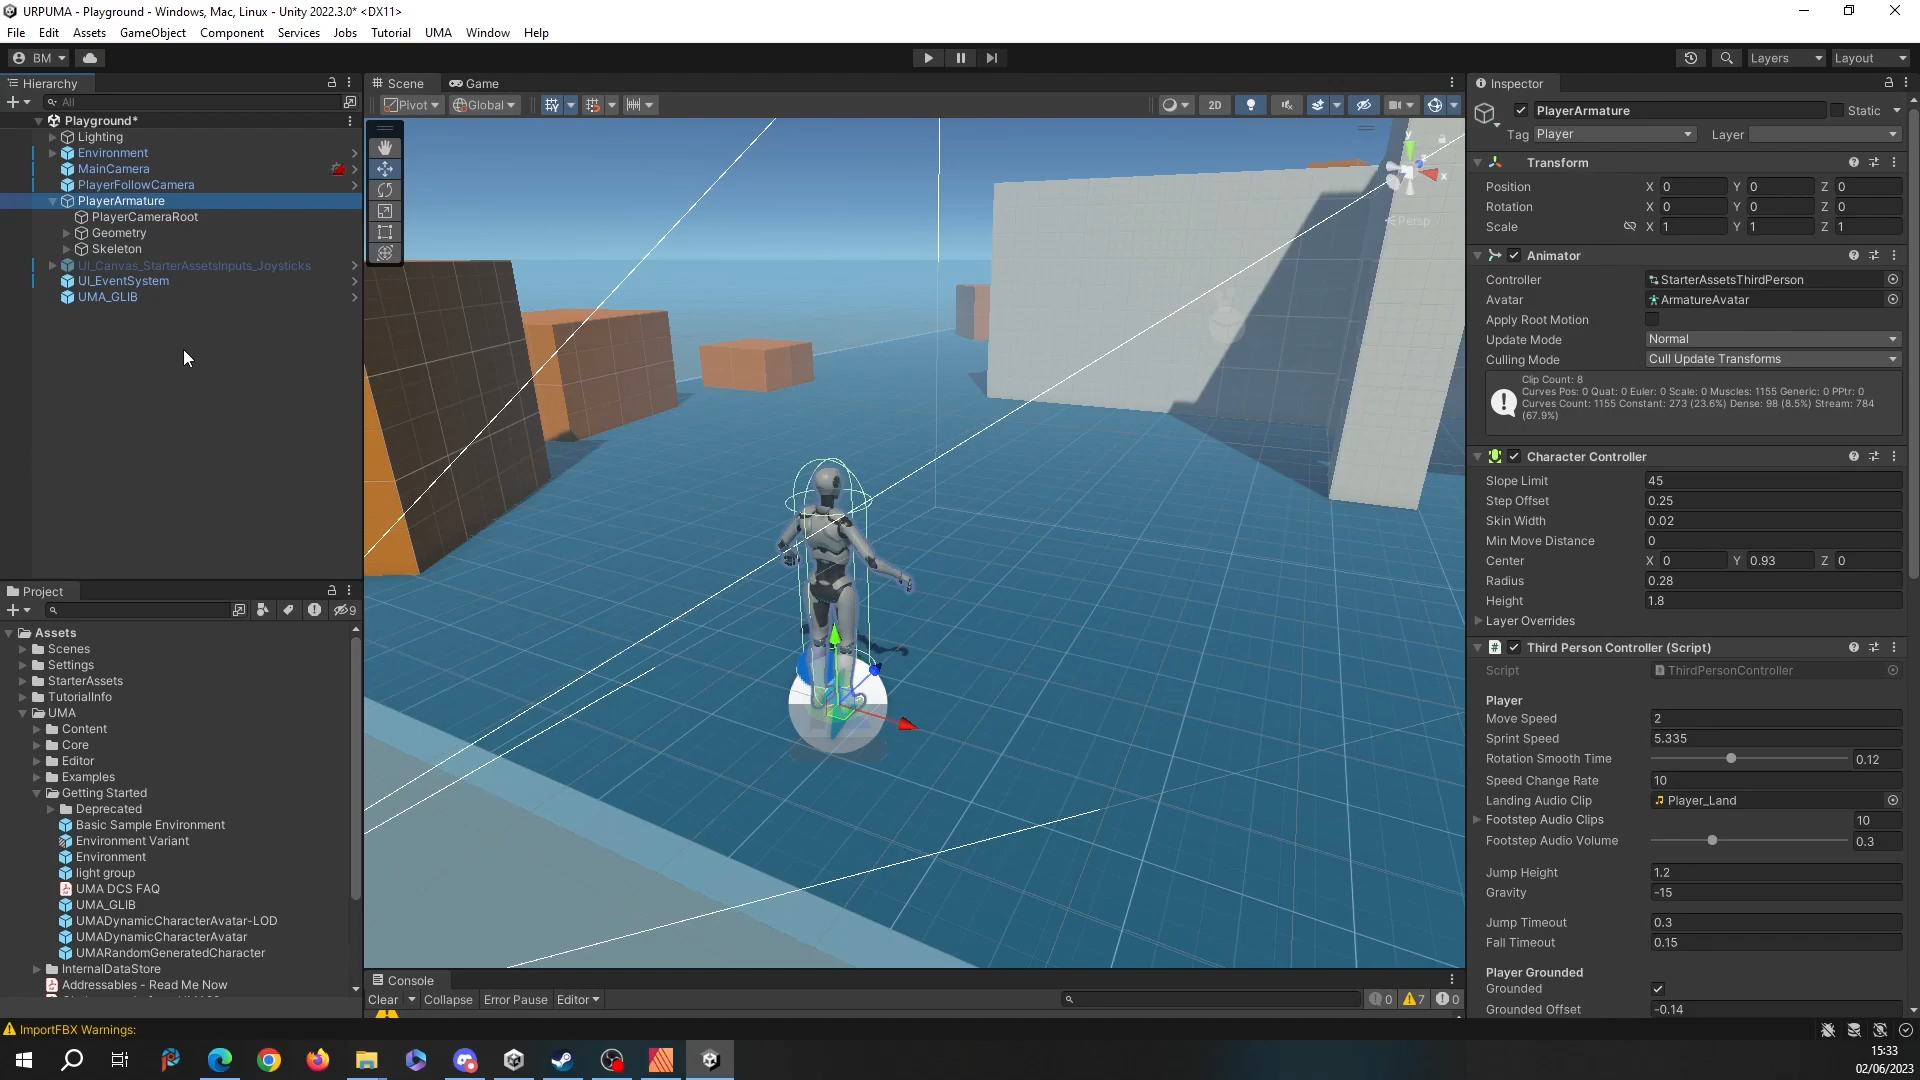 URPUMA - Playground - Windows, Mac, Linux - Unity 2022.3.0* <DX11>
File Edit Assets GameObject Component Services Jobs Tutorial UMA Window Help
BM
Layers Layout
Hierarchy
All
Playground*
Lighting
Environment
MainCamera
PlayerFollowCamera
PlayerArmature
PlayerCameraRoot
Geometry
Skeleton
UI_Canvas_StarterAssetsInputs_Joysticks
UI_EventSystem
UMA_GLIB
Scene Game
Pivot Global 2D
y
x
Persp
Inspector
PlayerArmature Static
Tag Player Layer
Transform
Position X 0 Y 0 Z 0
Rotation X 0 Y 0 Z 0
Scale X 1 Y 1 Z 1
Animator
Controller StarterAssetsThirdPerson
Avatar ArmatureAvatar
Apply Root Motion
Update Mode Normal
Culling Mode Cull Update Transforms
Clip Count: 8
Curves Pos: 0 Quat: 0 Euler: 0 Scale: 0 Muscles: 1155 Generic: 0 PPtr: 0
Curves Count: 1155 Constant: 273 (23.6%) Dense: 98 (8.5%) Stream: 784
(67.9%)
Character Controller
Slope Limit 45
Step Offset 0.25
Skin Width 0.02
Min Move Distance 0
Center X 0 Y 0.93 Z 0
Radius 0.28
Height 1.8
Layer Overrides
Third Person Controller (Script)
Script ThirdPersonController
Player
Move Speed 2
Sprint Speed 5.335
Rotation Smooth Time 0.12
Speed Change Rate 10
Landing Audio Clip Player_Land
Footstep Audio Clips 10
Footstep Audio Volume 0.3
Jump Height 1.2
Gravity -15
Jump Timeout 0.3
Fall Timeout 0.15
Player Grounded
Grounded
Grounded Offset -0.14
Project
9
Assets
Scenes
Settings
StarterAssets
TutorialInfo
UMA
Content
Core
Editor
Examples
Getting Started
Deprecated
Basic Sample Environment
Environment Variant
Environment
light group
UMA DCS FAQ
UMA_GLIB
UMADynamicCharacterAvatar-LOD
UMADynamicCharacterAvatar
UMARandomGeneratedCharacter
InternalDataStore
Addressables - Read Me Now
Console
Clear Collapse Error Pause Editor 0 7 0
ImportFBX Warnings:
15:33
02/06/2023